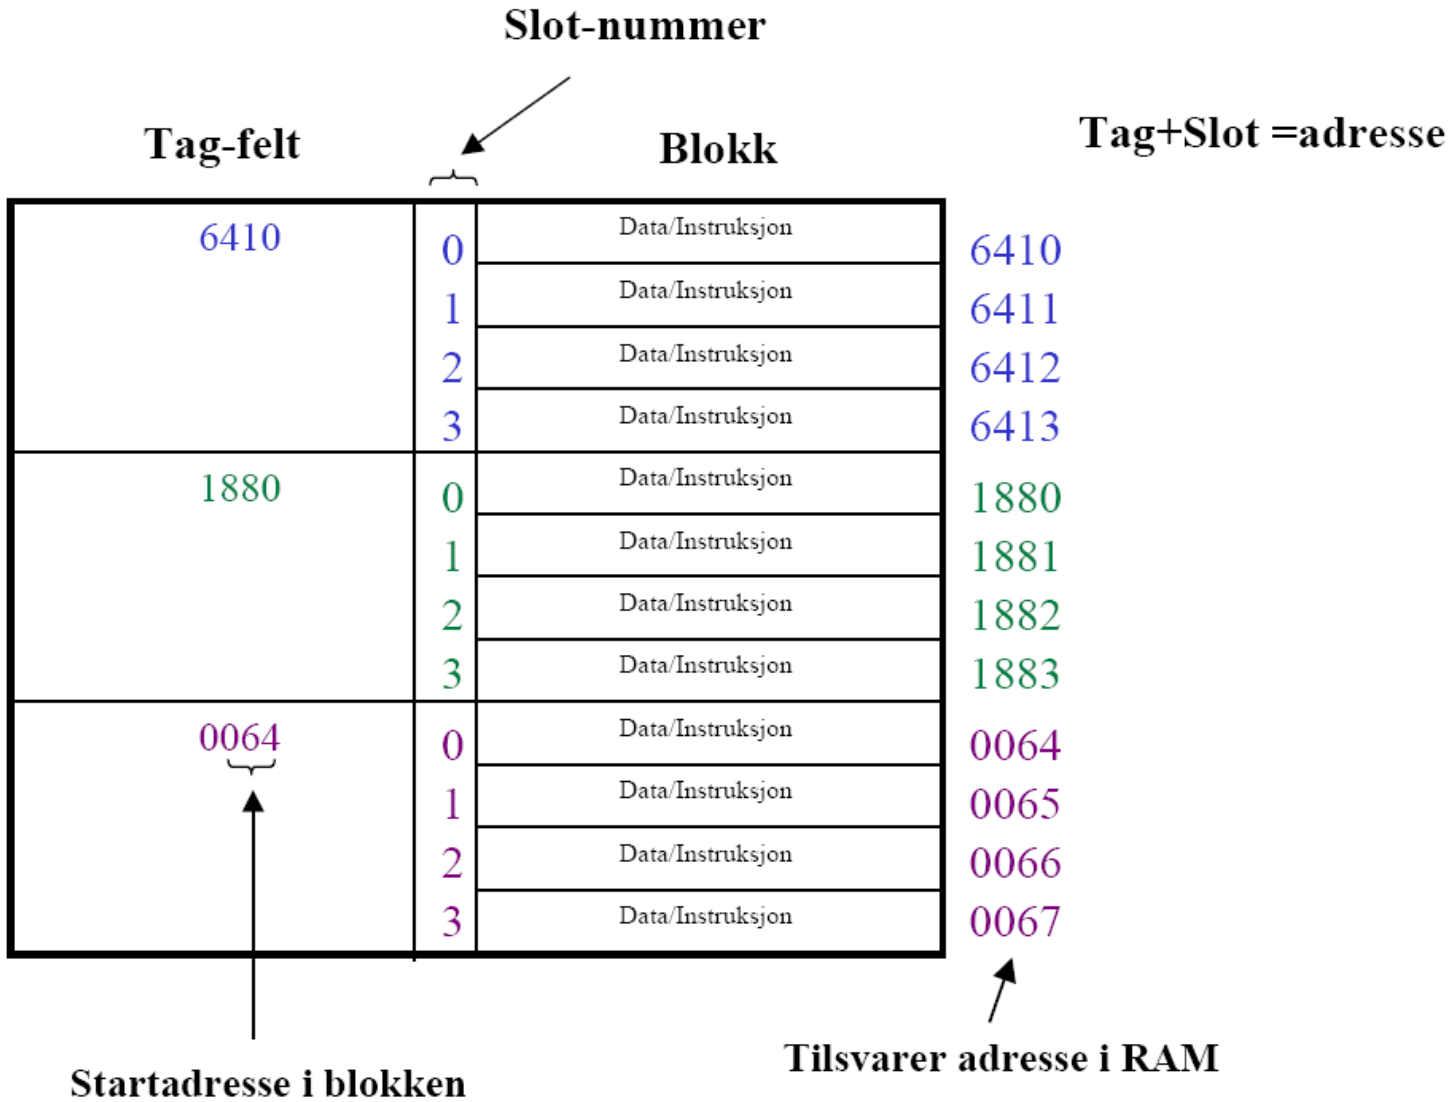 Slot-nummer
Tag-felt
Blokk
Tag+Slot =adresse
6410 0 Data/Instruksjon 6410
1 Data/Instruksjon 6411
2 Data/Instruksjon 6412
3 Data/Instruksjon 6413
1880 0 Data/Instruksjon 1880
1 Data/Instruksjon 1881
2 Data/Instruksjon 1882
3 Data/Instruksjon 1883
0064 0 Data/Instruksjon 0064
1 Data/Instruksjon 0065
2 Data/Instruksjon 0066
3 Data/Instruksjon 0067
Tilsvarer adresse i RAM
Startadresse i blokken